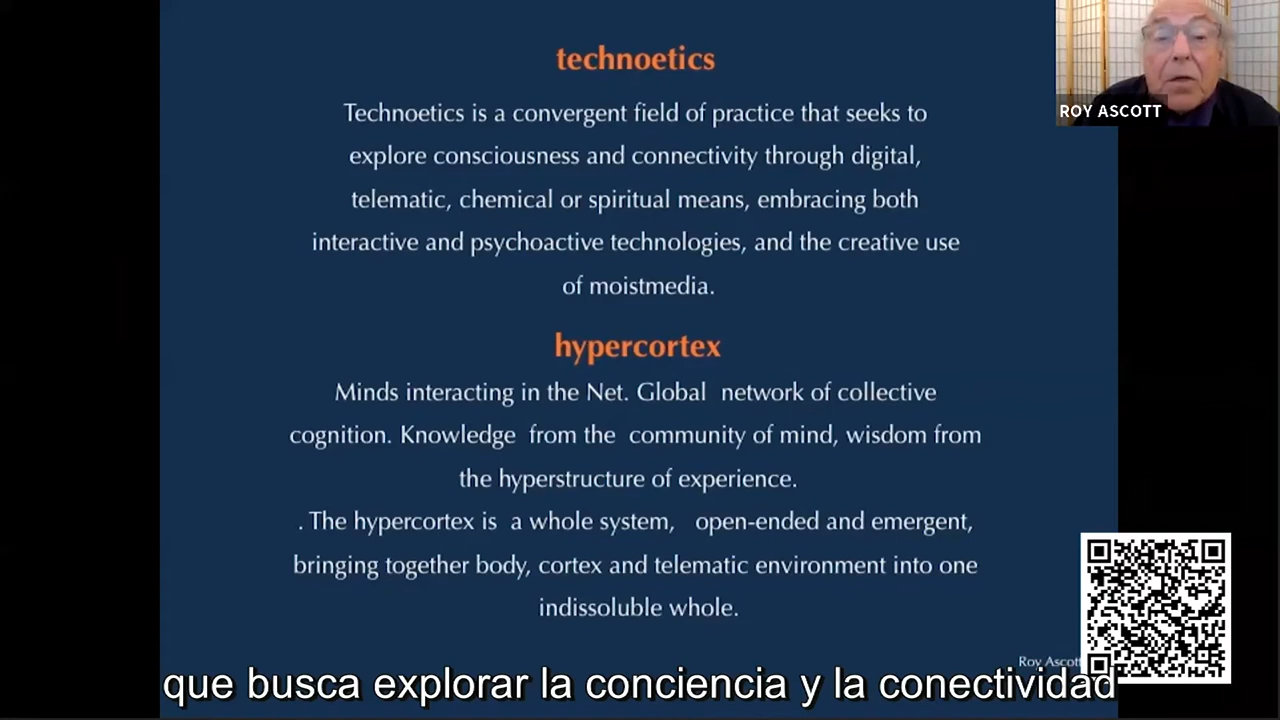 technoetics
Technoetics is a convergent field of practice that seeks to
explore consciousness and connectivity through digital,
telematic, chemical or spiritual means, embracing both
interactive and psychoactive technologies, and the creative use
of moistmedia.
hypercortex
Minds interacting in the Net. Global network of collective
cognition. Knowledge from the community of mind, wisdom from
the hyperstructure of experience.
. The hypercortex is a whole system, open-ended and emergent,
bringing together body, cortex and telematic environment into one
indissoluble whole.
ROY ASCOTT
Roy Ascott
que busca explorar la conciencia y la conectividad